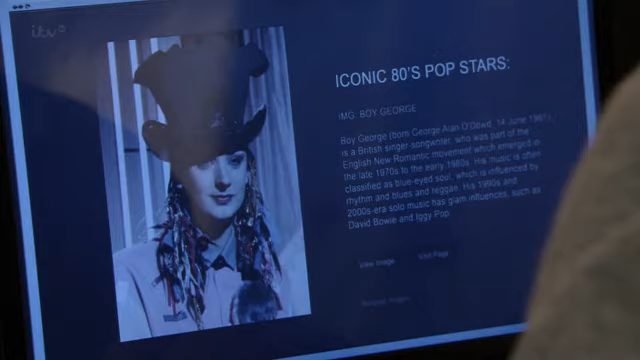 itv
ICONIC 80'S POP STARS:
IMG: BOY GEORGE
Boy George (born George Alan O'Dowd, 14 June 1961)
is a British singer-songwriter, who was part of the
English New Romantic movement which emerged in
the late 1970s to the early 1980s. His music is often
classified as blue-eyed soul, which is influenced by
rhythm and blues and reggae. His 1990s and
2000s-era solo music has glam influences, such as
David Bowie and Iggy Pop.
View Image Visit Page
Related Images